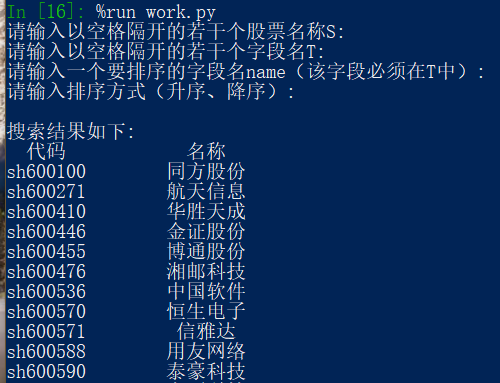 In [16]: %run work.py
请输入以空格隔开的若干个股票名称S:
请输入以空格隔开的若干个字段名T:
请输入一个要排序的字段名name（该字段必须在T中）:
请输入排序方式（升序、降序）:
搜索结果如下:
代码 名称
sh600100 同方股份
sh600271 航天信息
sh600410 华胜天成
sh600446 金证股份
sh600455 博通股份
sh600476 湘邮科技
sh600536 中国软件
sh600570 恒生电子
sh600571 信雅达
sh600588 用友网络
sh600590 泰豪科技